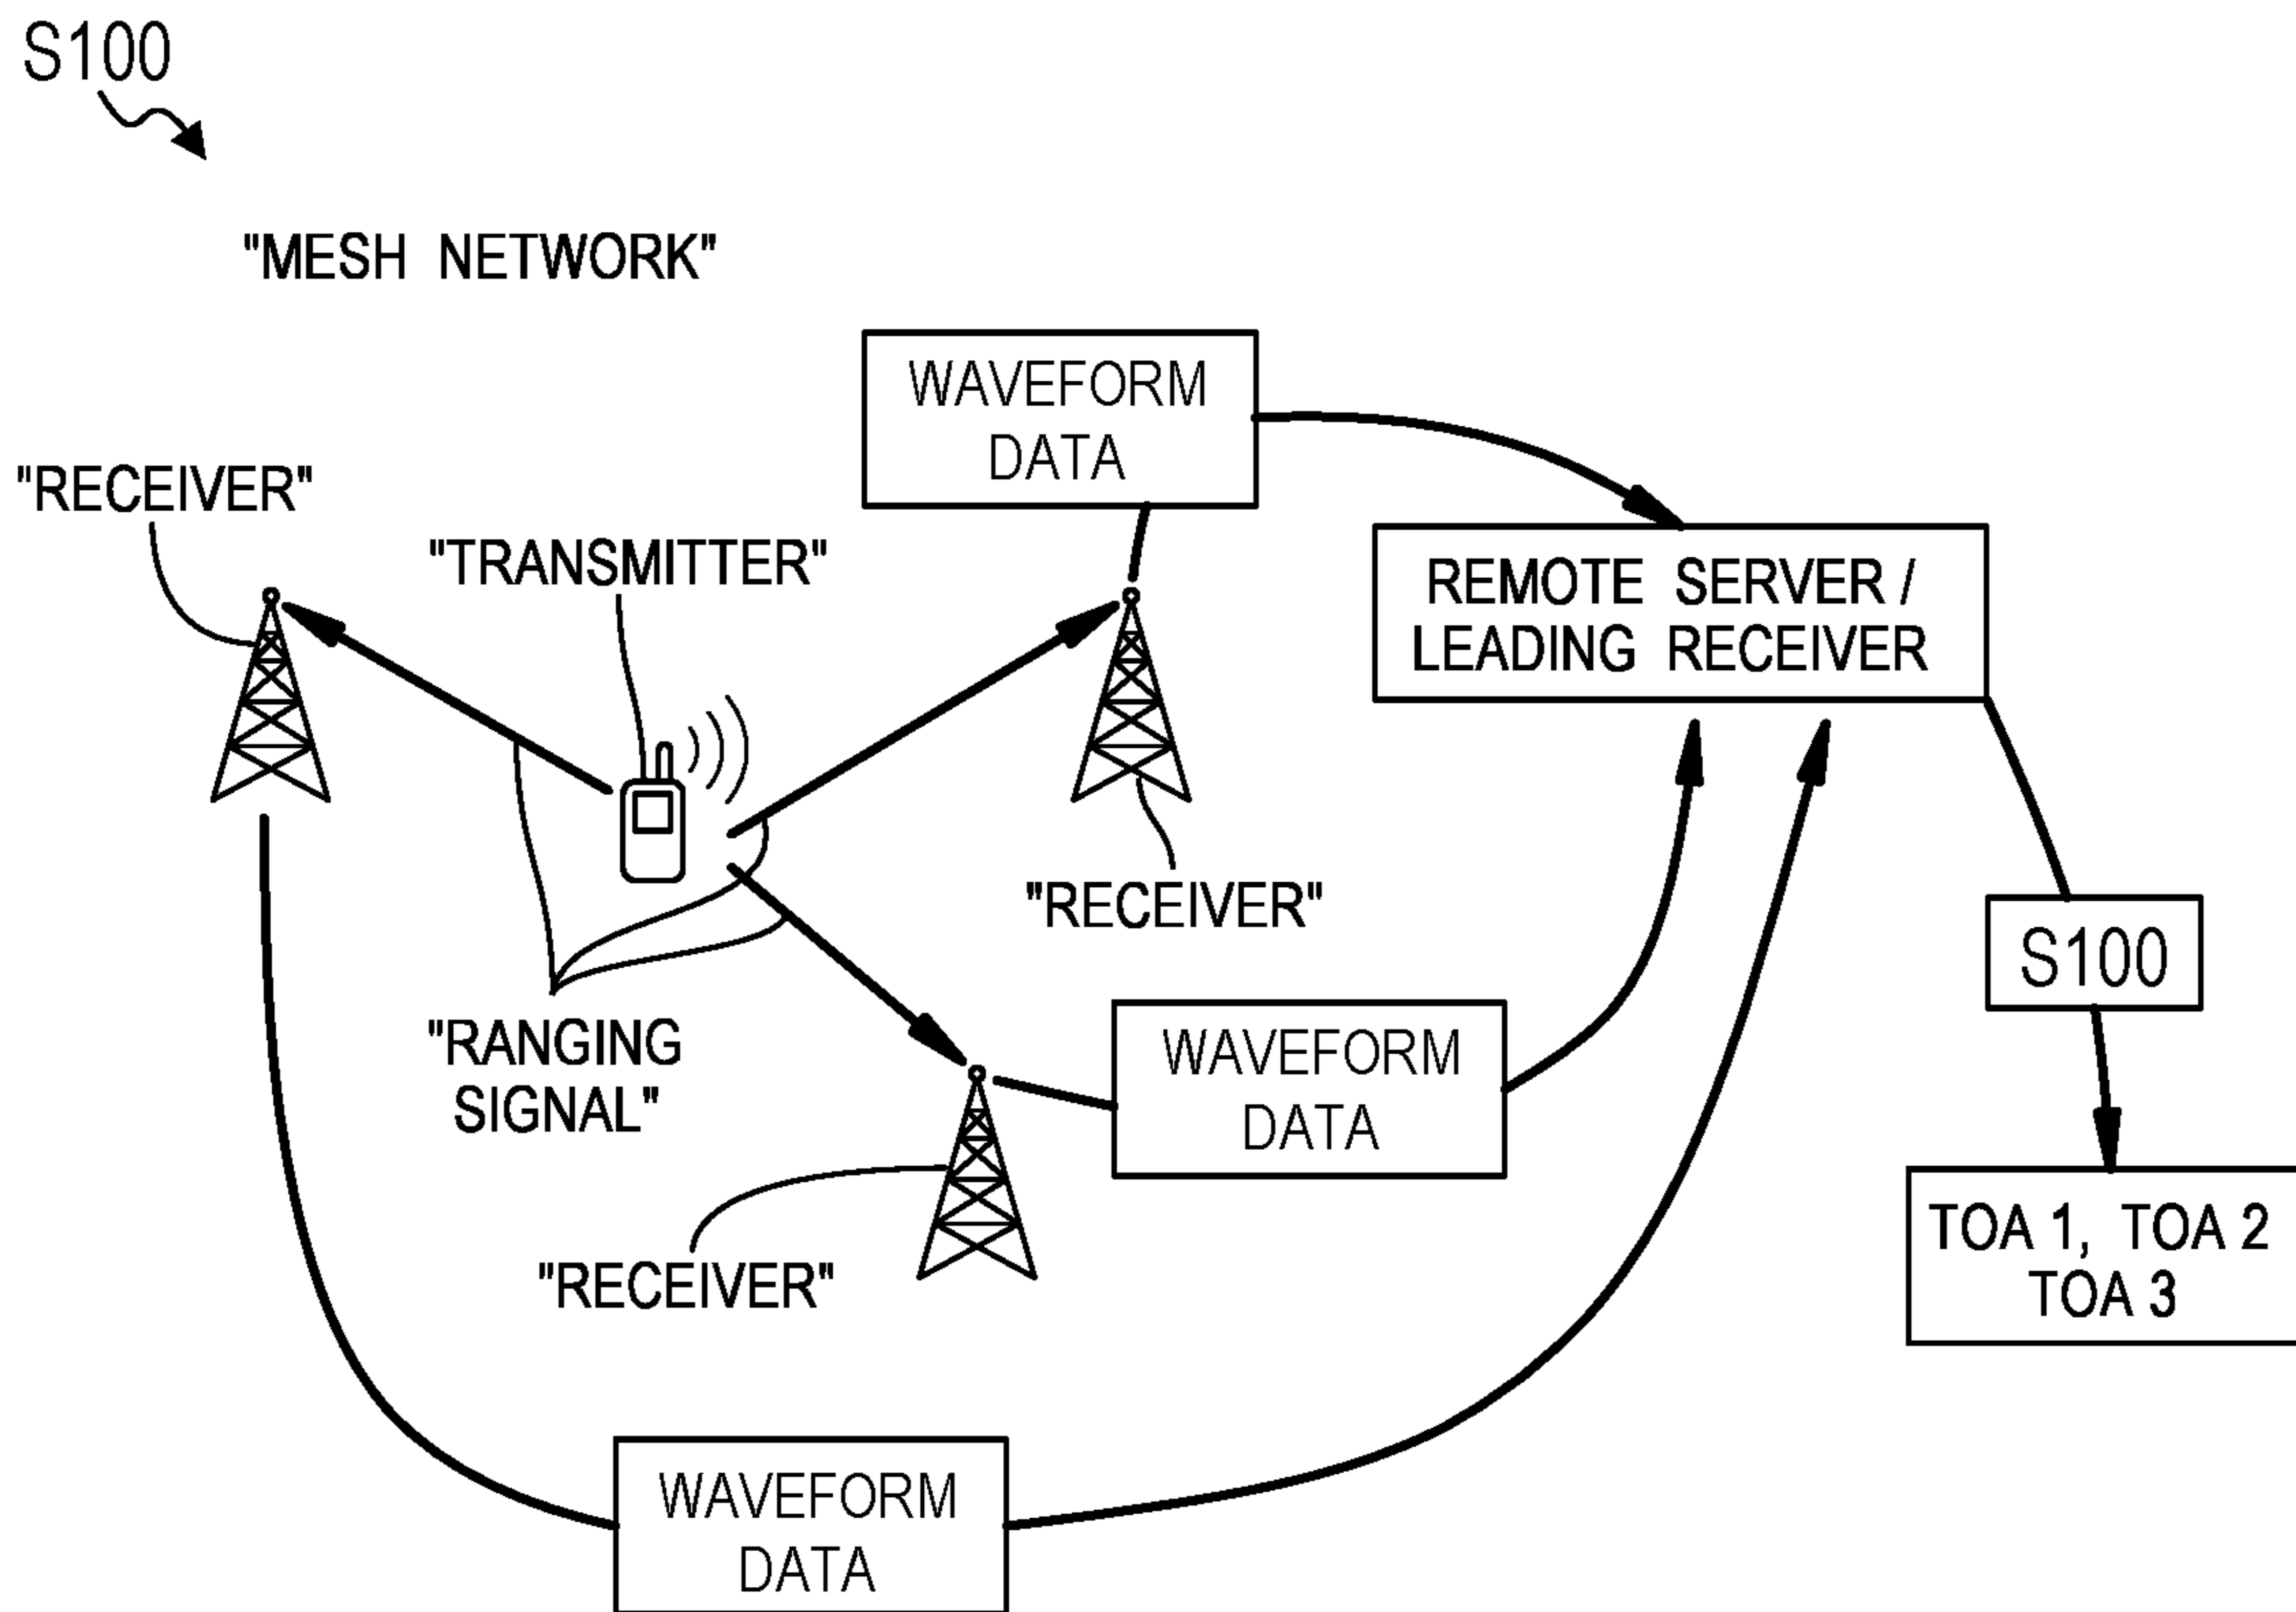 S100
"MESH NETWORK"
WAVEFORM
DATA
"RECEIVER"
"TRANSMITTER"
REMOTE SERVER /
LEADING RECEIVER
"RECEIVER"
S100
"RANGING
SIGNAL"
WAVEFORM
DATA
"RECEIVER"
TOA 1, TOA 2
TOA 3
WAVEFORM
DATA